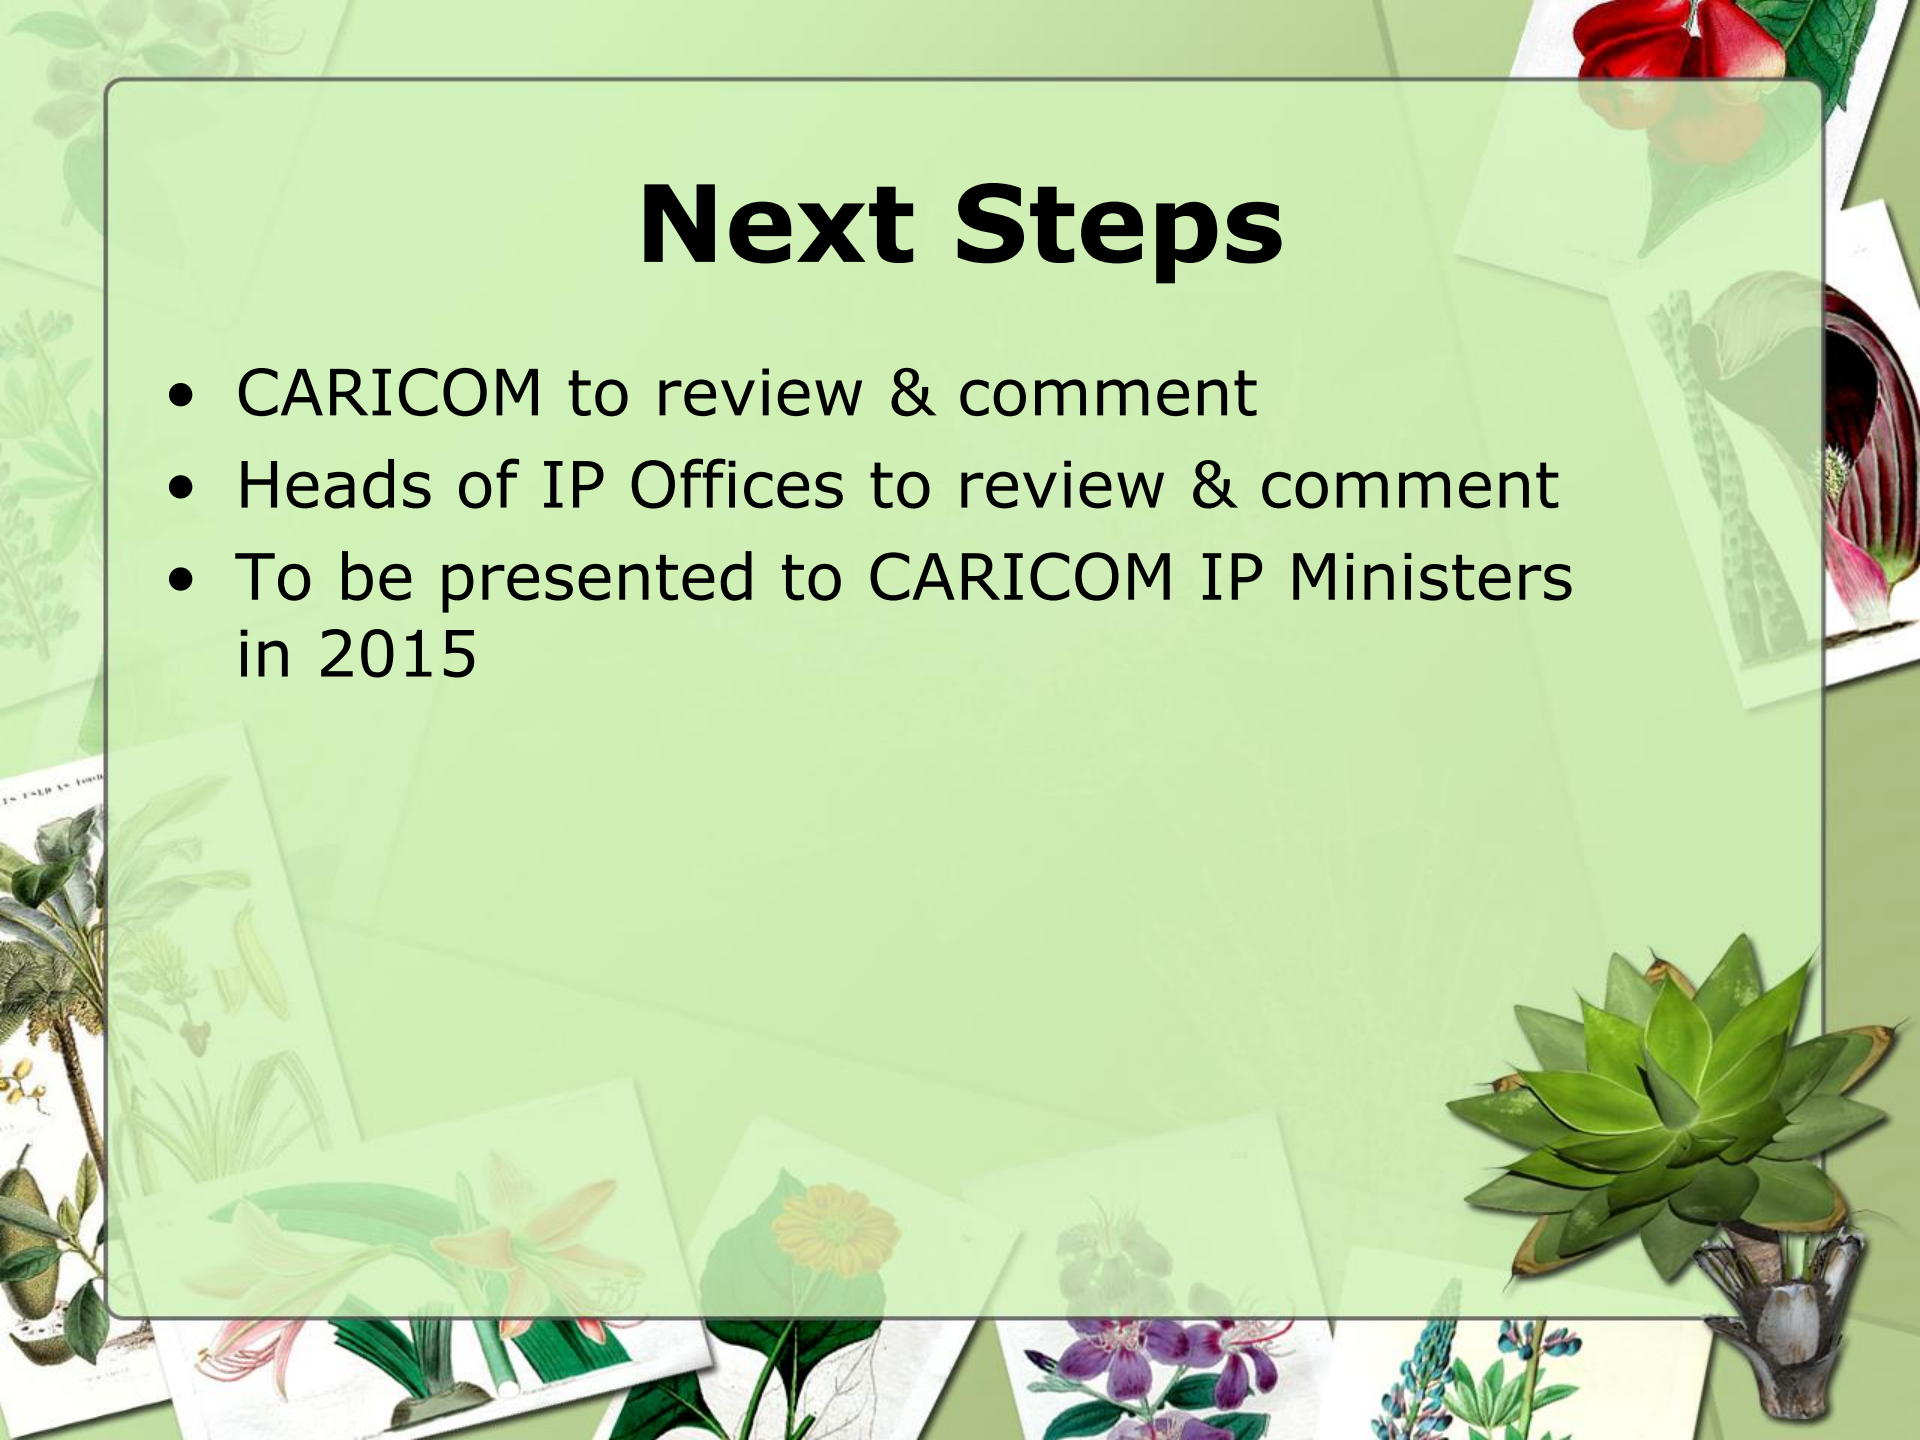 Next Steps
• CARICOM to review & comment
• Heads of IP Offices to review & comment
• To be presented to CARICOM IP Ministers
in 2015